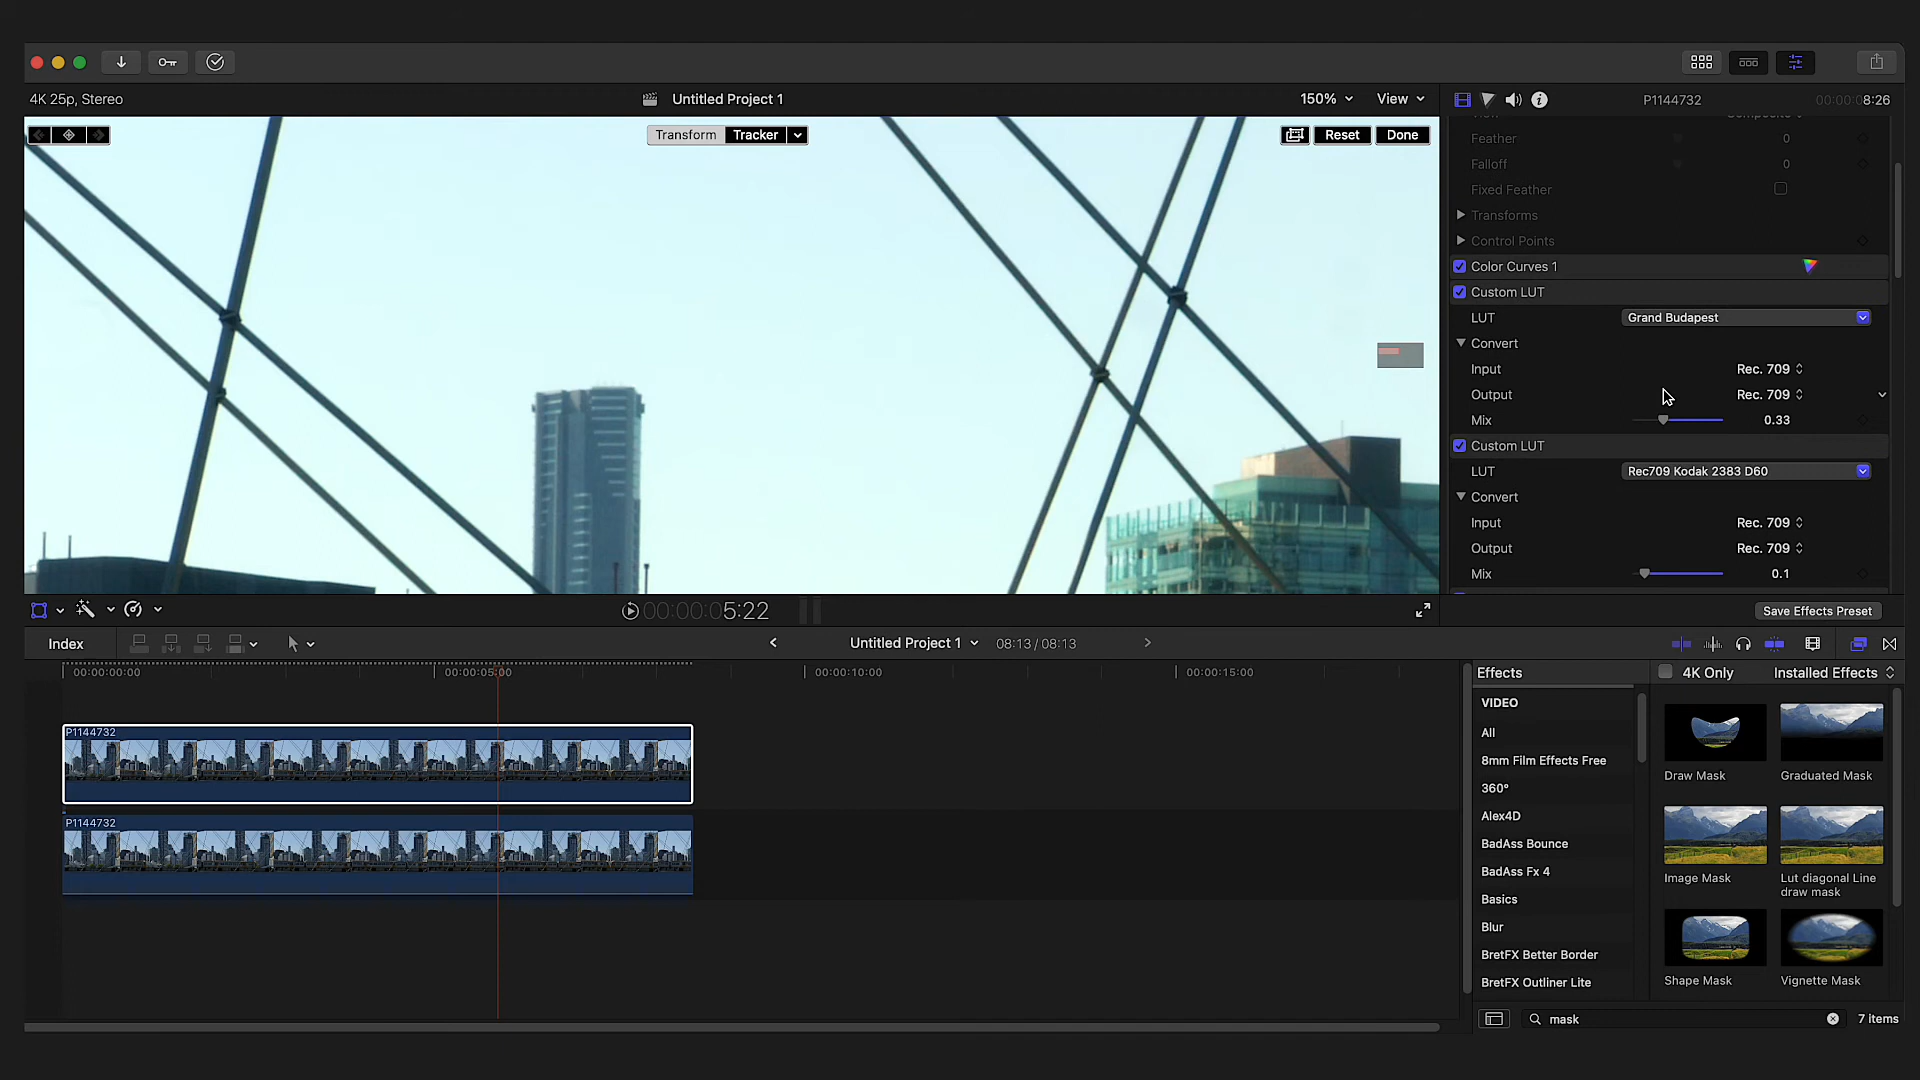 4K 25p, Stereo
Untitled Project 1
150%
View
P1144732
00:00:08:26
Transform
Tracker
Reset
Done
Feather
0
Falloff
0
Fixed Feather
Transforms
Control Points
Color Curves 1
Custom LUT
LUT
Grand Budapest
Convert
Input
Rec. 709
Output
Rec. 709
Mix
0.33
Custom LUT
LUT
Rec709 Kodak 2383 D60
Convert
Input
Rec. 709
Output
Rec. 709
Mix
0.1
00:00:05:22
Save Effects Preset
Index
Untitled Project 1
08:13 / 08:13
00:00:00:00
00:00:05:00
00:00:10:00
00:00:15:00
P1144732
P1144732
Effects
4K Only
Installed Effects
VIDEO
All
8mm Film Effects Free
360°
Alex4D
BadAss Bounce
BadAss Fx 4
Basics
Blur
BretFX Better Border
BretFX Outliner Lite
Draw Mask
Graduated Mask
Image Mask
Lut diagonal Line
draw mask
Shape Mask
Vignette Mask
mask
7 items